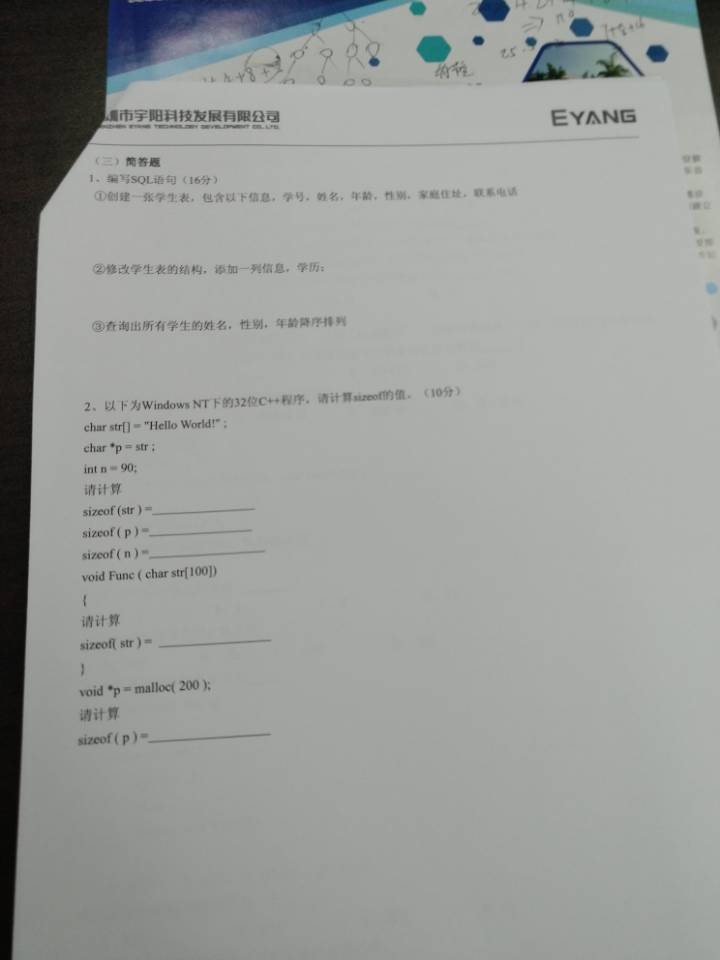 圳市宇阳科技发展有限公司
EYANG TECHNOLOGY DEVELOPMENT CO.,LTD.
EYANG
（三）简答题
1、编写SQL语句（16分）
①创建一张学生表，包含以下信息，学号，姓名，年龄，性别，家庭住址，联系电话
②修改学生表的结构，添加一列信息，学历；
③查询出所有学生的姓名，性别，年龄降序排列
2、以下为Windows NT下的32位C++程序，请计算sizeof的值。（10分）
char str[] = "Hello World!" ;
char *p = str ;
int n = 90;
请计算
sizeof (str ) =
sizeof ( p ) =
sizeof ( n ) =
void Func ( char str[100])
{
请计算
sizeof( str ) =
}
void *p = malloc( 200 );
请计算
sizeof ( p ) =